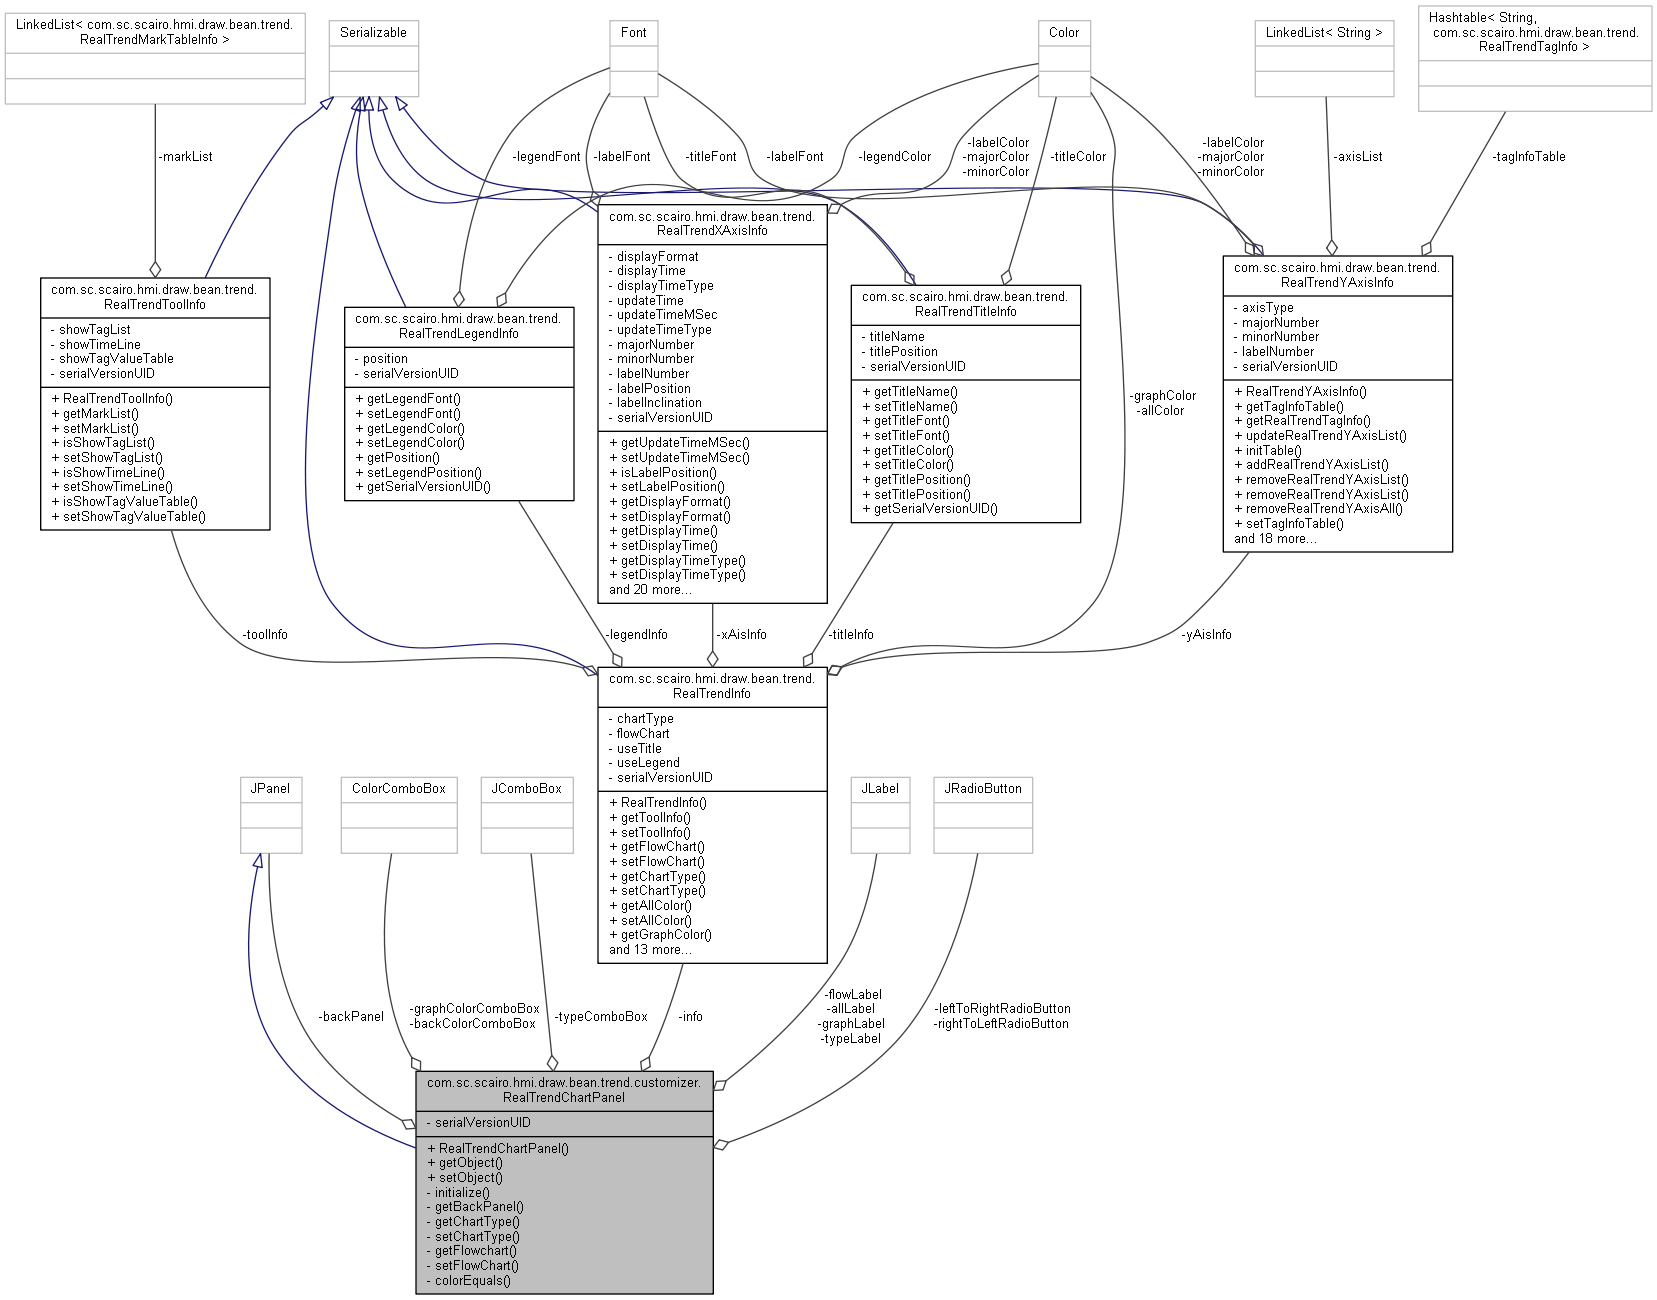 LinkedList< com.sc.scairo.hmi.draw.bean.trend.
RealTrendMarkTableInfo >
Serializable
Font
Color
LinkedList< String >
Hashtable< String,
com.sc.scairo.hmi.draw.bean.trend.
RealTrendTagInfo >
-markList
-legendFont
-labelFont
-titleFont
-labelFont
-legendColor
-labelColor
-majorColor
-minorColor
-titleColor
-labelColor
-majorColor
-minorColor
-axisList
-tagInfoTable
com.sc.scairo.hmi.draw.bean.trend.
RealTrendToolInfo
- showTagList
- showTimeLine
- showTagValueTable
- serialVersionUID
+ RealTrendToolInfo()
+ getMarkList()
+ setMarkList()
+ isShowTagList()
+ setShowTagList()
+ isShowTimeLine()
+ setShowTimeLine()
+ isShowTagValueTable()
+ setShowTagValueTable()
com.sc.scairo.hmi.draw.bean.trend.
RealTrendLegendInfo
- position
- serialVersionUID
+ getLegendFont()
+ setLegendFont()
+ getLegendColor()
+ setLegendColor()
+ getPosition()
+ setLegendPosition()
+ getSerialVersionUID()
com.sc.scairo.hmi.draw.bean.trend.
RealTrendXAxisInfo
- displayFormat
- displayTime
- displayTimeType
- updateTime
- updateTimeMSec
- updateTimeType
- majorNumber
- minorNumber
- labelNumber
- labelPosition
- labelInclination
- serialVersionUID
+ getUpdateTimeMSec()
+ setUpdateTimeMSec()
+ isLabelPosition()
+ setLabelPosition()
+ getDisplayFormat()
+ setDisplayFormat()
+ getDisplayTime()
+ setDisplayTime()
+ getDisplayTimeType()
+ setDisplayTimeType()
and 20 more...
com.sc.scairo.hmi.draw.bean.trend.
RealTrendTitleInfo
- titleName
- titlePosition
- serialVersionUID
+ getTitleName()
+ setTitleName()
+ getTitleFont()
+ setTitleFont()
+ getTitleColor()
+ setTitleColor()
+ getTitlePosition()
+ setTitlePosition()
+ getSerialVersionUID()
com.sc.scairo.hmi.draw.bean.trend.
RealTrendYAxisInfo
- axisType
- majorNumber
- minorNumber
- labelNumber
- serialVersionUID
+ RealTrendYAxisInfo()
+ getTagInfoTable()
+ getRealTrendTagInfo()
+ updateRealTrendYAxisList()
+ initTable()
+ addRealTrendYAxisList()
+ removeRealTrendYAxisList()
+ removeRealTrendYAxisList()
+ removeRealTrendYAxisAll()
+ setTagInfoTable()
and 18 more...
-graphColor
-allColor
-toolInfo
-legendInfo
-xAisInfo
-titleInfo
-yAisInfo
com.sc.scairo.hmi.draw.bean.trend.
RealTrendInfo
- chartType
- flowChart
- useTitle
- useLegend
- serialVersionUID
+ RealTrendInfo()
+ getToolInfo()
+ setToolInfo()
+ getFlowChart()
+ setFlowChart()
+ getChartType()
+ setChartType()
+ getAllColor()
+ setAllColor()
+ getGraphColor()
and 13 more...
JPanel
ColorComboBox
JComboBox
JLabel
JRadioButton
-backPanel
-graphColorComboBox
-backColorComboBox
-typeComboBox
-info
-flowLabel
-allLabel
-graphLabel
-typeLabel
-leftToRightRadioButton
-rightToLeftRadioButton
com.sc.scairo.hmi.draw.bean.trend.customizer.
RealTrendChartPanel
- serialVersionUID
+ RealTrendChartPanel()
+ getObject()
+ setObject()
- initialize()
- getBackPanel()
- getChartType()
- setChartType()
- getFlowchart()
- setFlowChart()
- colorEquals()